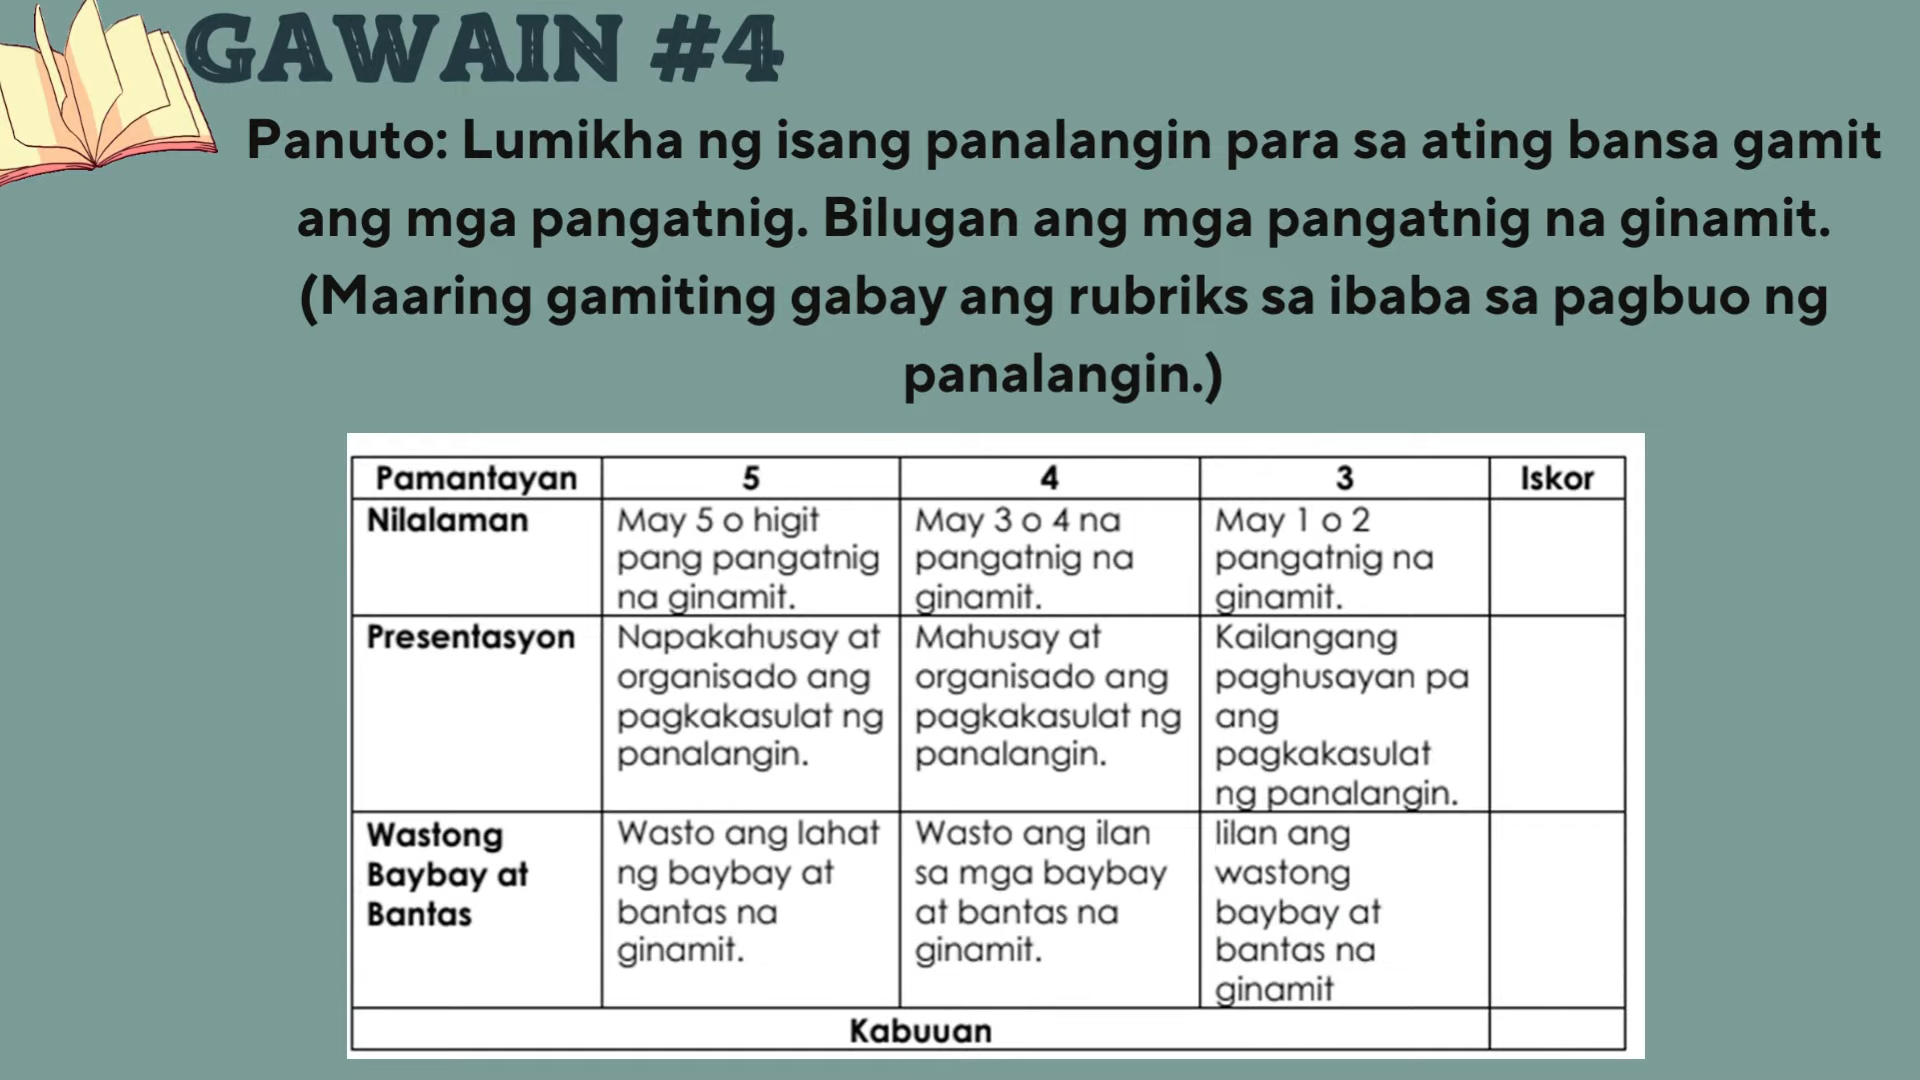 GAWAIN #4
Panuto: Lumikha ng isang panalangin para sa ating bansa gamit
ang mga pangatnig. Bilugan ang mga pangatnig na ginamit.
(Maaring gamiting gabay ang rubriks sa ibaba sa pagbuo ng
panalangin.)
Pamantayan 5 4 3 Iskor
Nilalaman
May 5 o higit
pang pangatnig
na ginamit.
May 3 o 4 na
pangatnig na
ginamit.
May 1 o 2
pangatnig na
ginamit.
Presentasyon
Napakahusay at
organisado ang
pagkakasulat ng
panalangin.
Mahusay at
organisado ang
pagkakasulat ng
panalangin.
Kailangang
paghusayan pa
ang
pagkakasulat
ng panalangin.
Wastong
Baybay at
Bantas
Wasto ang lahat
ng baybay at
bantas na
ginamit.
Wasto ang ilan
sa mga baybay
at bantas na
ginamit.
Iilan ang
wastong
baybay at
bantas na
ginamit
Kabuuan